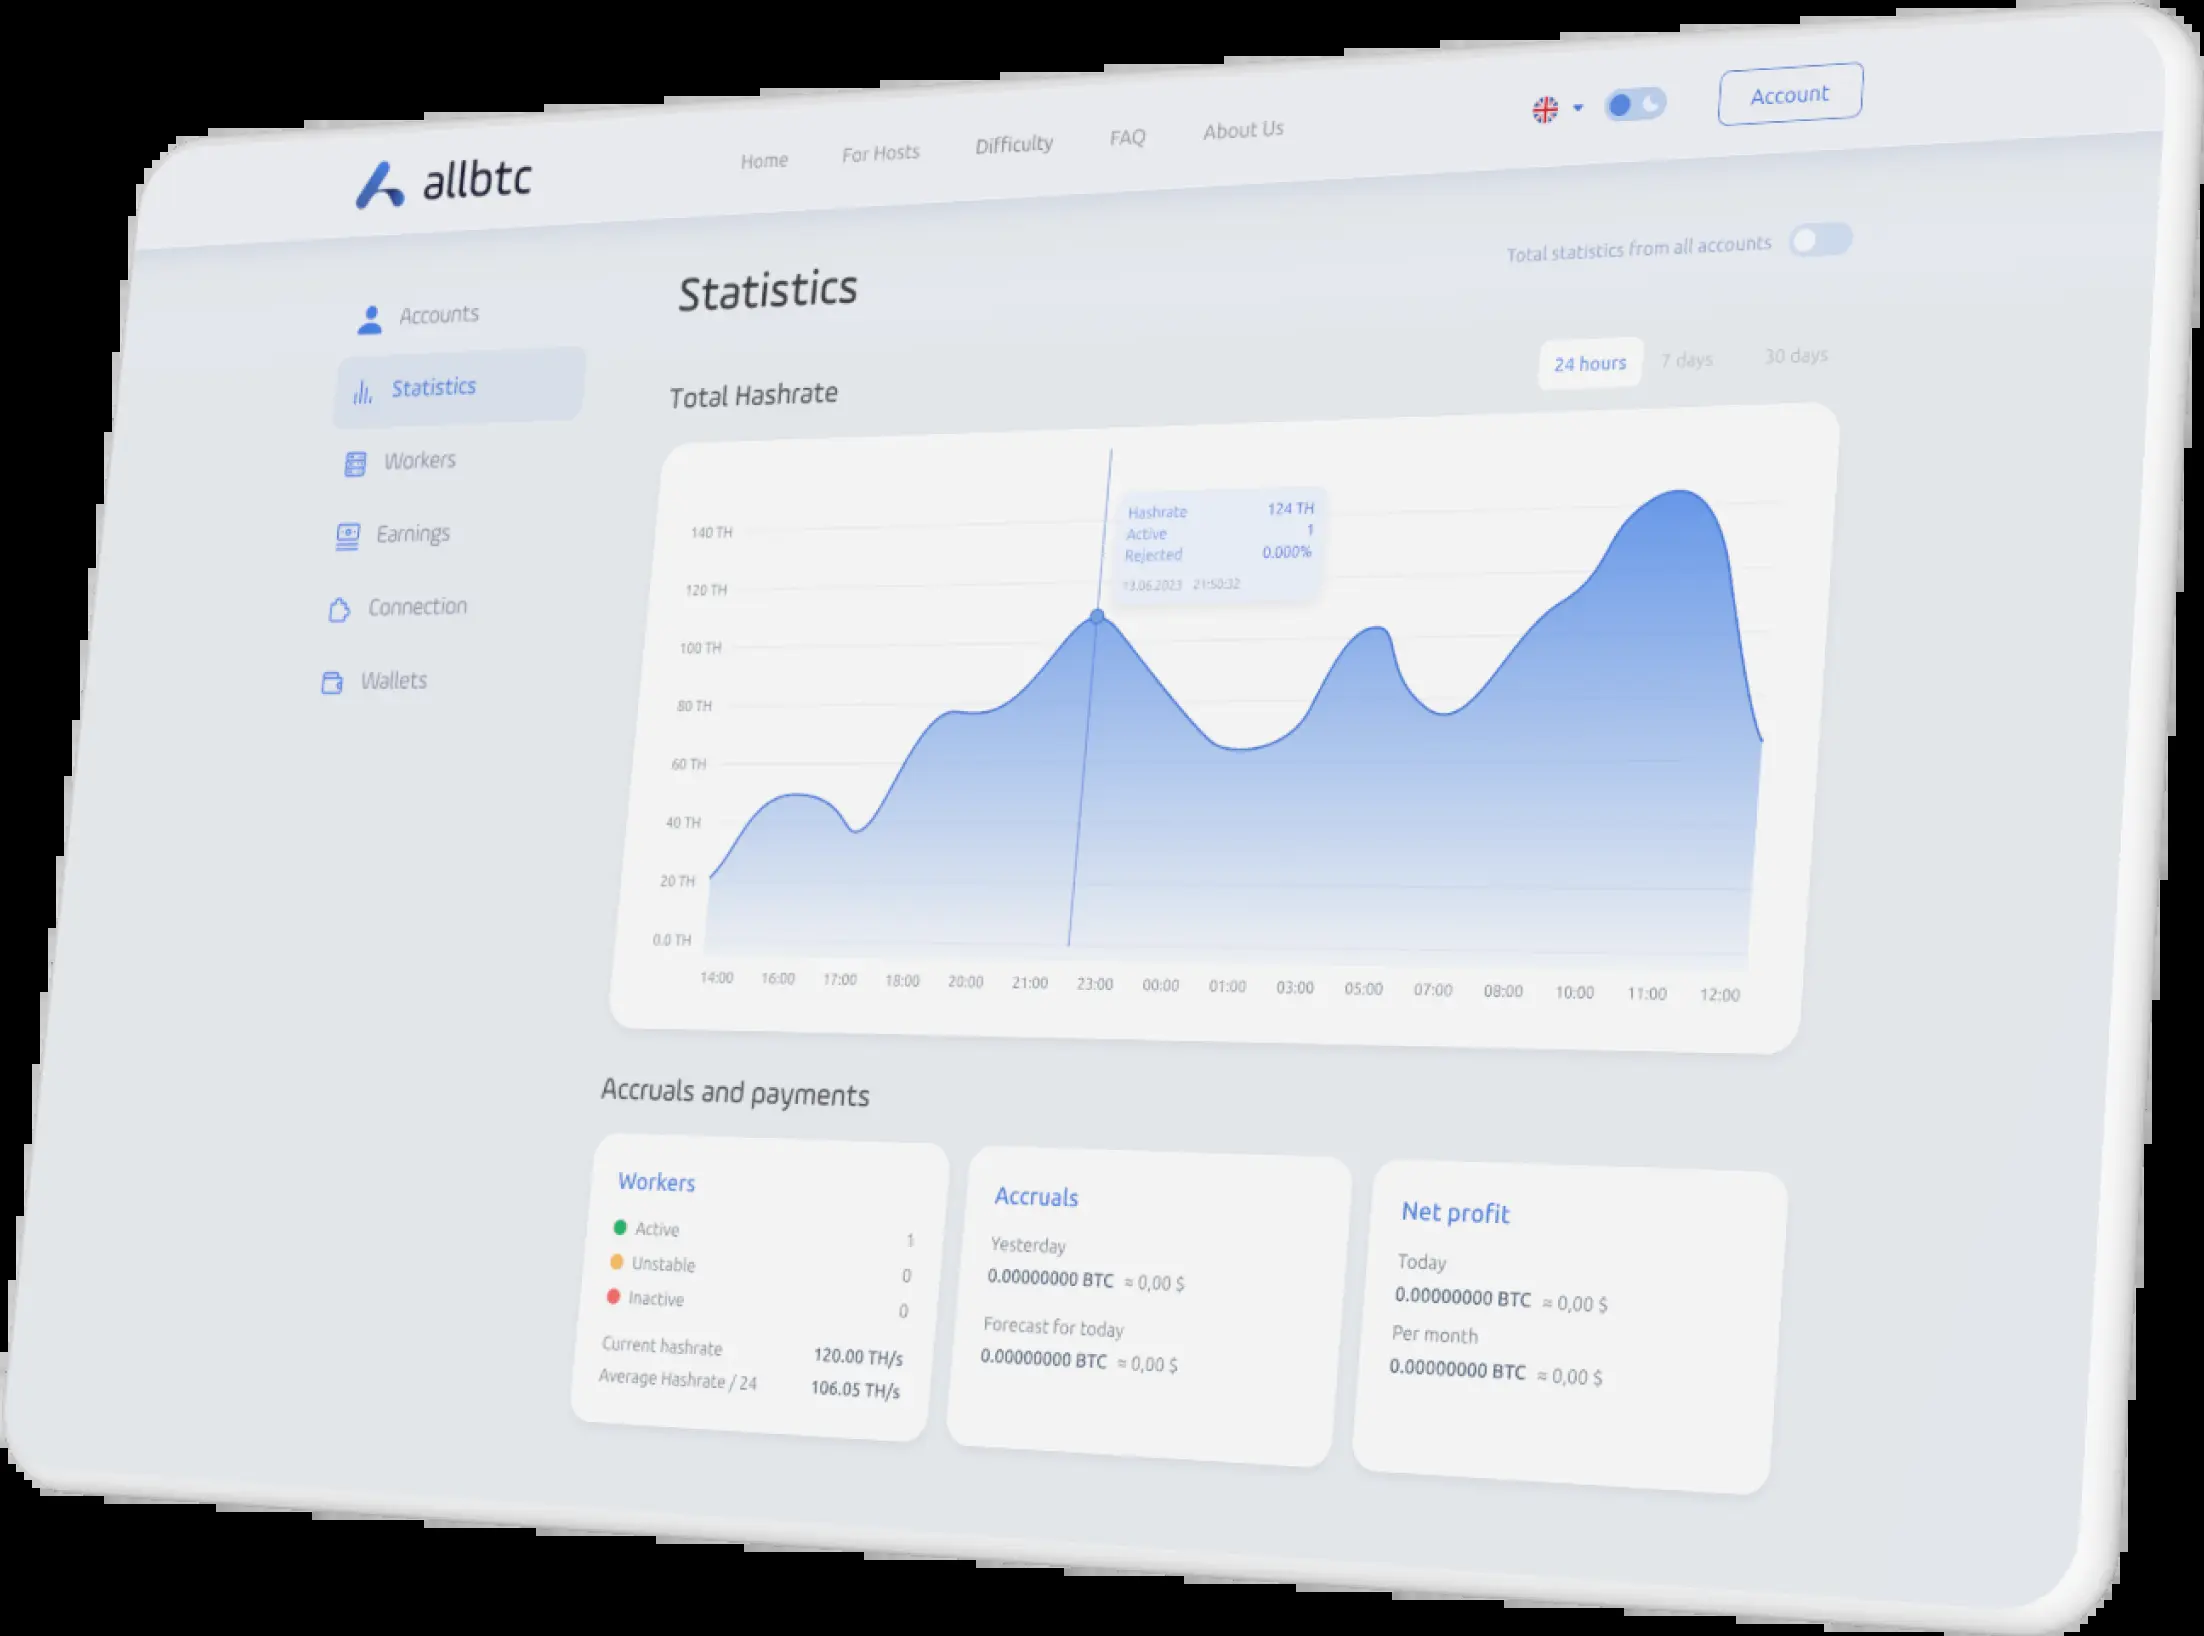 allbtc
Home For Hosts Difficulty FAQ About Us
Account
Accounts
Statistics
Workers
Earnings
Connection
Wallets
Statistics
Total statistics from all accounts
Total Hashrate
24 hours 7 days 30 days
140 TH
120 TH
100 TH
80 TH
60 TH
40 TH
20 TH
0.0 TH
Hashrate 124 TH
Active 1
Rejected 0.000%
13.06.2023 21:50:32
14:00 16:00 17:00 18:00 20:00 21:00 23:00 00:00 01:00 03:00 05:00 07:00 08:00 10:00 11:00 12:00
Accruals and payments
Workers
Active 1
Unstable 0
Inactive 0
Current hashrate 120.00 TH/s
Average Hashrate / 24 106.05 TH/s
Accruals
Yesterday
0.00000000 BTC ≈ 0,00 $
Forecast for today
0.00000000 BTC ≈ 0,00 $
Net profit
Today
0.00000000 BTC ≈ 0,00 $
Per month
0.00000000 BTC ≈ 0,00 $